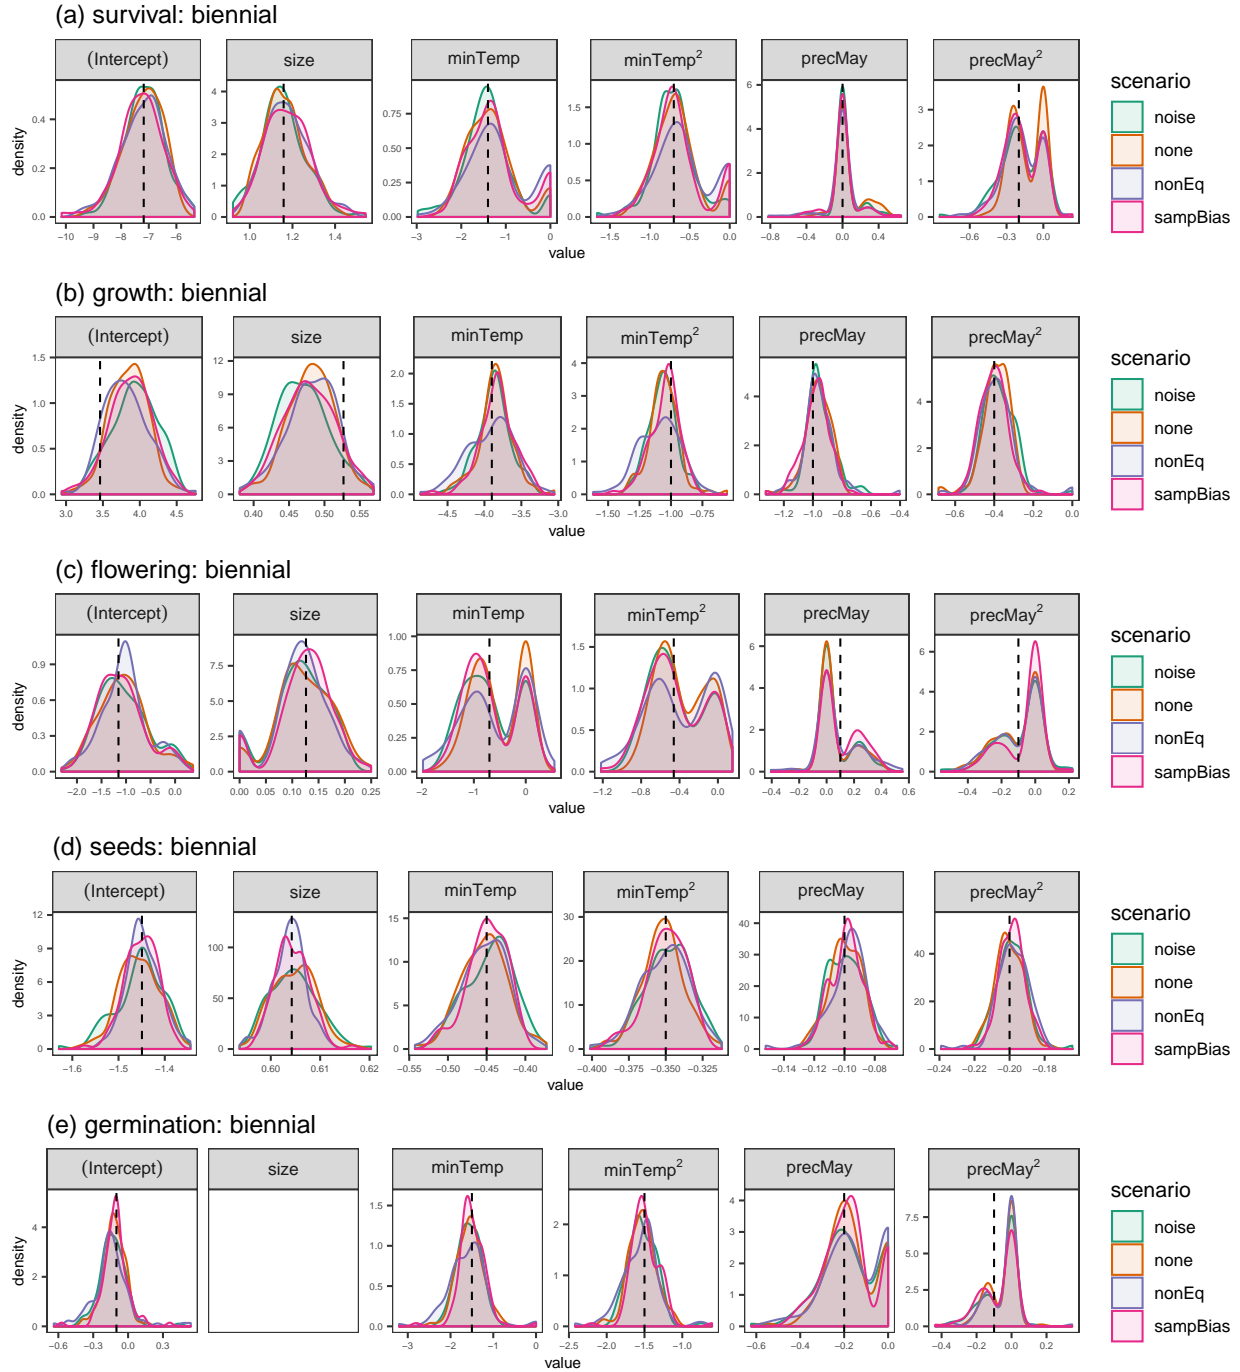 (a) survival: biennial
(Intercept) size minTemp minTemp² precMay precMay²
density
0.4
0.2
0.0
−10 −9 −8 −7 −6
4
3
2
1
0
1.0 1.2 1.4
0.75
0.50
0.25
0.00
−3 −2 −1 0
1.5
1.0
0.5
0.0
−1.5 −1.0 −0.5 0.0
6
5
4
3
2
1
0
−0.8 −0.4 0.0 0.4
3
2
1
0
−0.6 −0.3 0.0
value
scenario
noise
none
nonEq
sampBias
(b) growth: biennial
(Intercept) size minTemp minTemp² precMay precMay²
density
1.5
1.0
0.5
0.0
3.0 3.5 4.0 4.5
12
9
6
3
0
0.40 0.45 0.50 0.55
2.0
1.5
1.0
0.5
0.0
−4.5 −4.0 −3.5 −3.0
4
3
2
1
0
−1.50 −1.25 −1.00 −0.75
4
2
0
−1.2 −1.0 −0.8 −0.6 −0.4
4
2
0
−0.6 −0.4 −0.2 0.0
value
scenario
noise
none
nonEq
sampBias
(c) flowering: biennial
(Intercept) size minTemp minTemp² precMay precMay²
density
0.9
0.6
0.3
0.0
−2.0 −1.5 −1.0 −0.5 0.0
7.5
5.0
2.5
0.0
0.00 0.05 0.10 0.15 0.20 0.25
1.00
0.75
0.50
0.25
0.00
−2 −1 0
1.5
1.0
0.5
0.0
−1.2 −0.8 −0.4 0.0
6
4
2
0
−0.4 −0.2 0.0 0.2 0.4 0.6
6
4
2
0
−0.4 −0.2 0.0 0.2
value
scenario
noise
none
nonEq
sampBias
(d) seeds: biennial
(Intercept) size minTemp minTemp² precMay precMay²
density
12
9
6
3
0
−1.6 −1.5 −1.4
100
50
0
0.60 0.61 0.62
15
10
5
0
−0.55 −0.50 −0.45 −0.40
30
20
10
0
−0.400 −0.375 −0.350 −0.325
40
30
20
10
0
−0.14 −0.12 −0.10 −0.08
40
20
0
−0.24 −0.22 −0.20 −0.18 −0.16
value
scenario
noise
none
nonEq
sampBias
(e) germination: biennial
(Intercept) size minTemp minTemp² precMay precMay²
density
4
2
0
−0.6 −0.3 0.0 0.3
1.5
1.0
0.5
0.0
−3 −2 −1 0
2
1
0
−2.5 −2.0 −1.5 −1.0
4
3
2
1
0
−0.6 −0.4 −0.2 0.0
7.5
5.0
2.5
0.0
−0.4 −0.2 0.0 0.2
value
scenario
noise
none
nonEq
sampBias